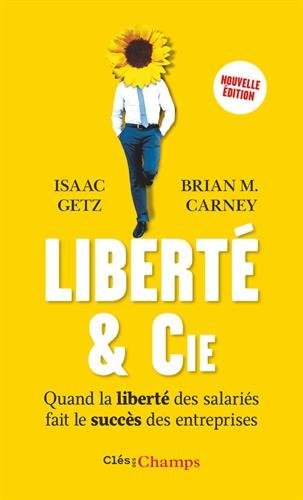 NOUVELLE
ÉDITION
ISAAC
GETZ
BRIAN M.
CARNEY
LIBERTÉ
& CIE
Quand la liberté des salariés
fait le succès des entreprises
Clés des Champs